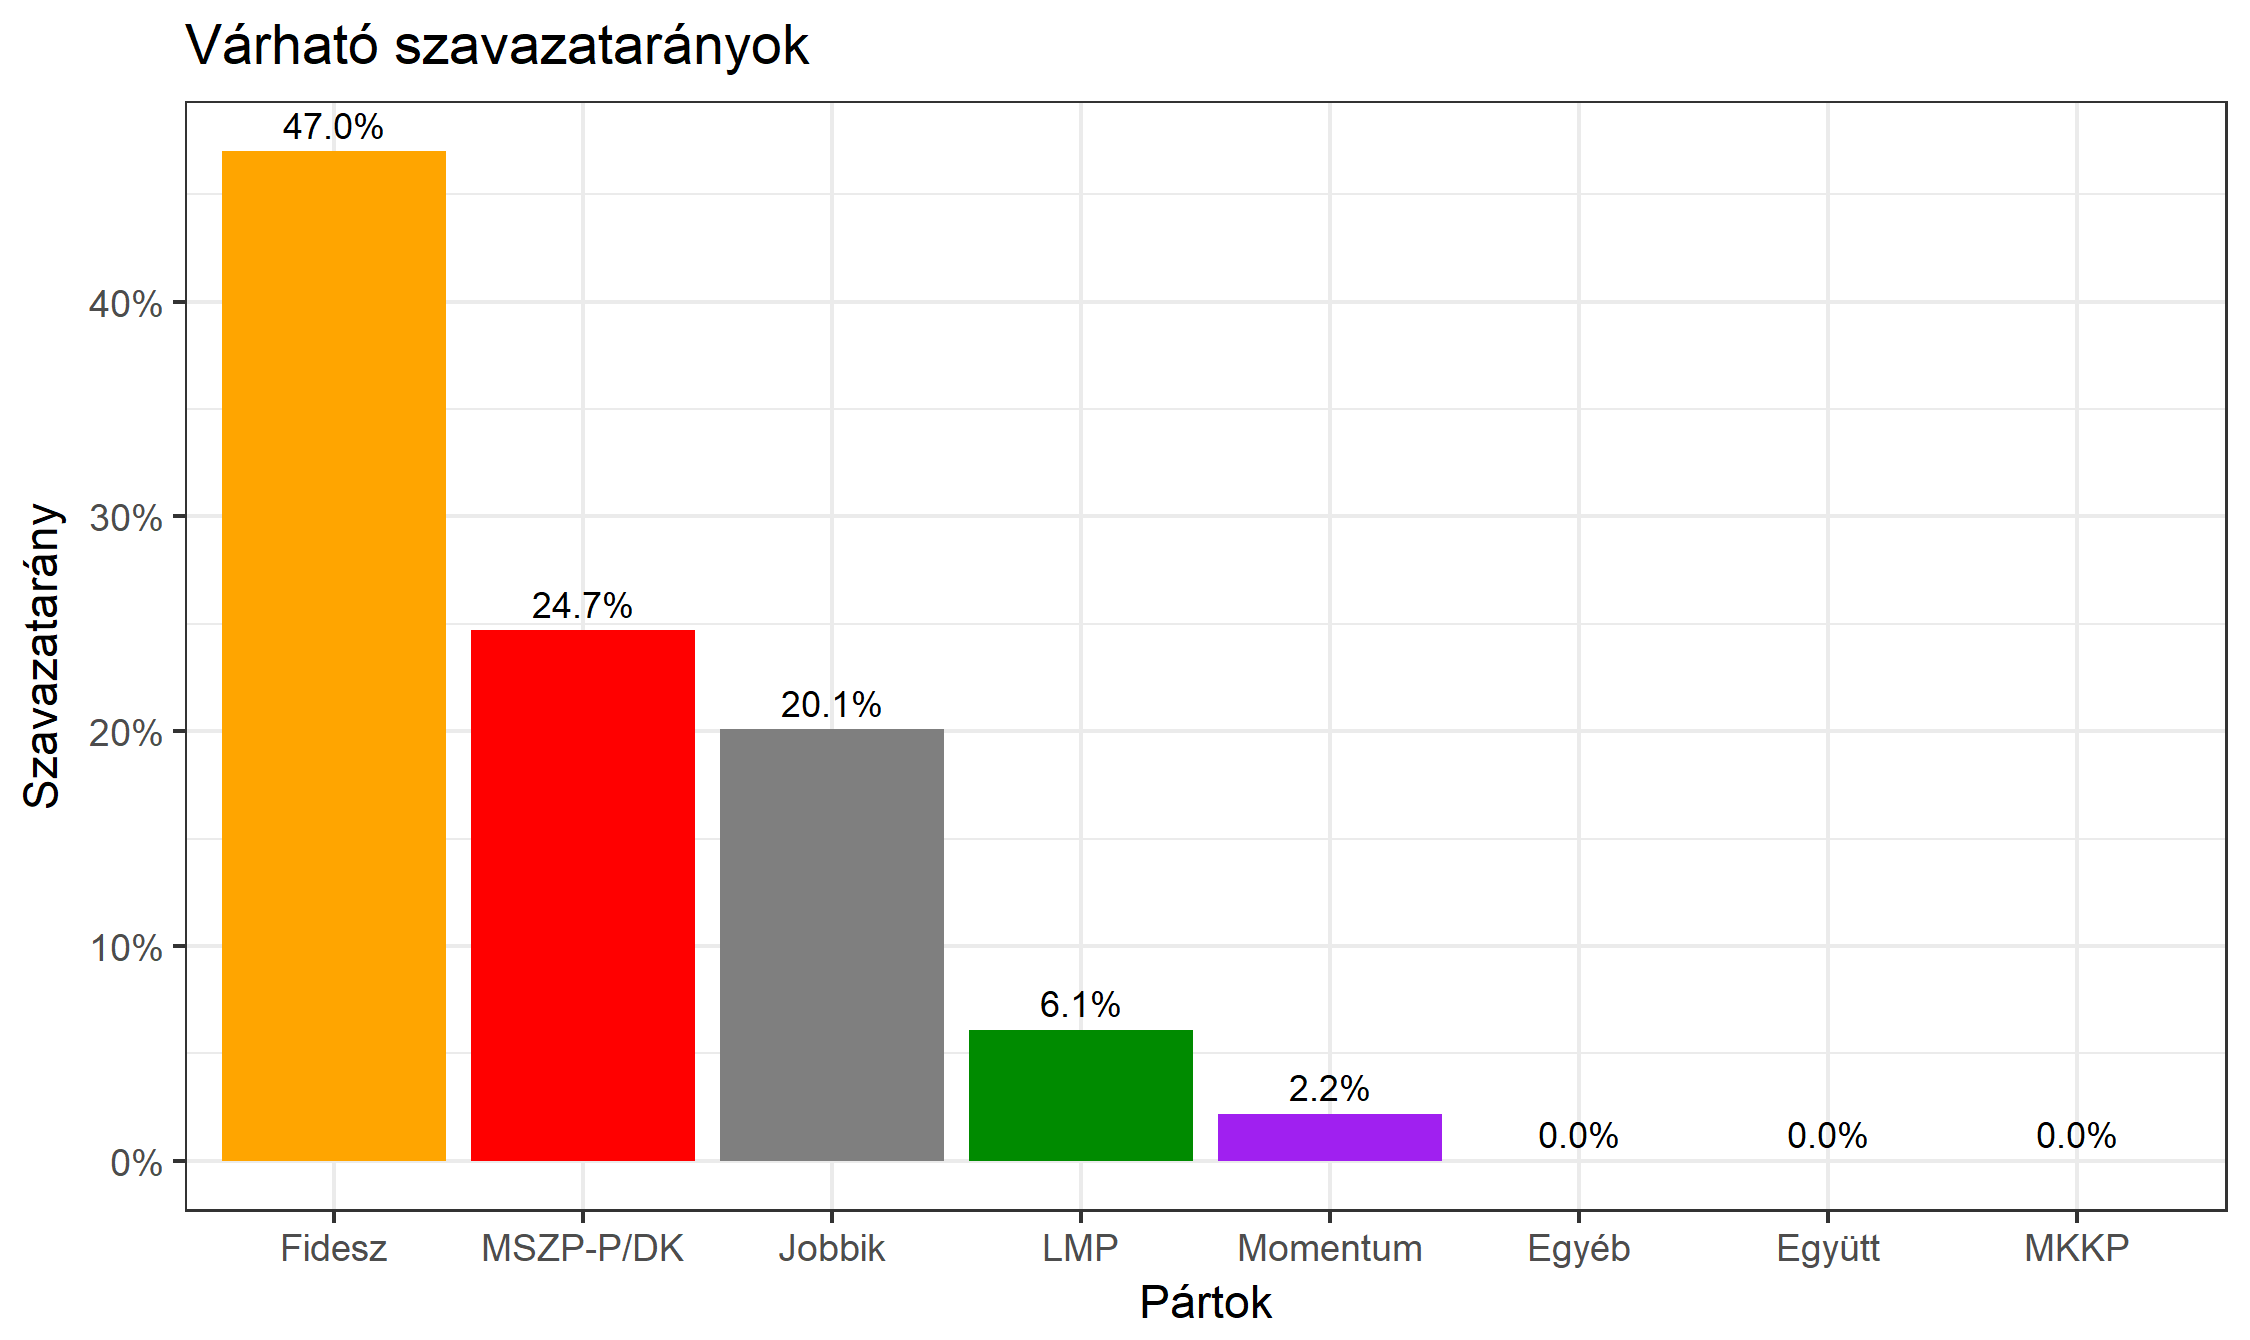 Várható szavazatarányok
47.0%
24.7%
20.1%
6.1%
2.2%
0.0%
0.0%
0.0%
40%
30%
20%
10%
0%
Szavazatarány
Fidesz
MSZP-P/DK
Jobbik
LMP
Momentum
Egyéb
Együtt
MKKP
Pártok